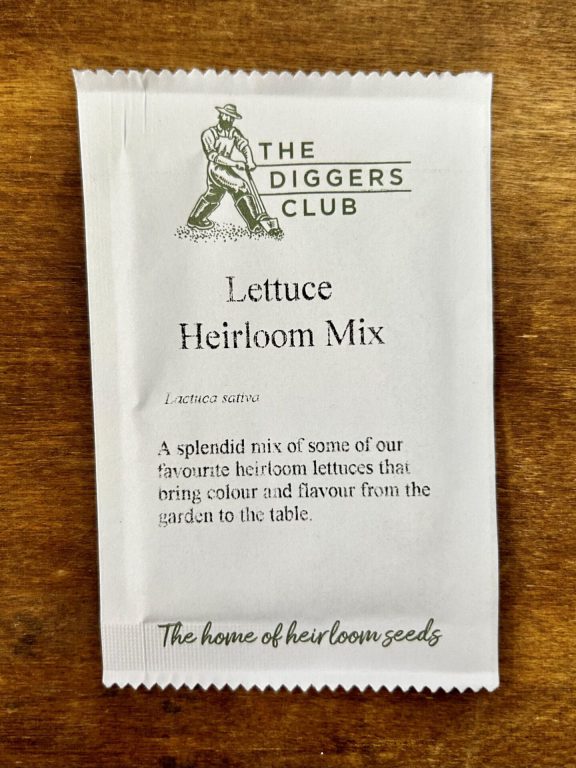 THE
DIGGERS
CLUB
Lettuce
Heirloom Mix
Lactuca sativa
A splendid mix of some of our
favourite heirloom lettuces that
bring colour and flavour from the
garden to the table.
The home of heirloom seeds